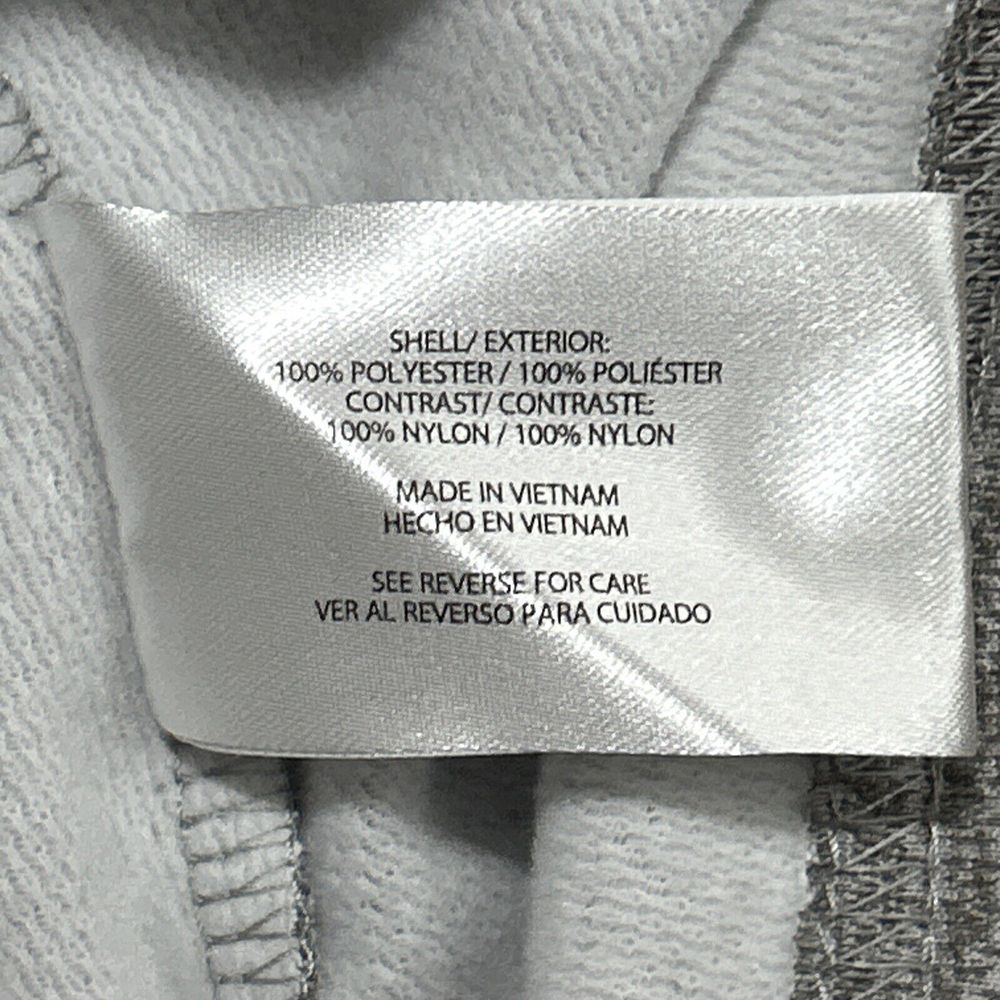 SHELL/ EXTERIOR:
100% POLYESTER / 100% POLIÉSTER
CONTRAST/ CONTRASTE:
100% NYLON / 100% NYLON
MADE IN VIETNAM
HECHO EN VIETNAM
SEE REVERSE FOR CARE
VER AL REVERSO PARA CUIDADO